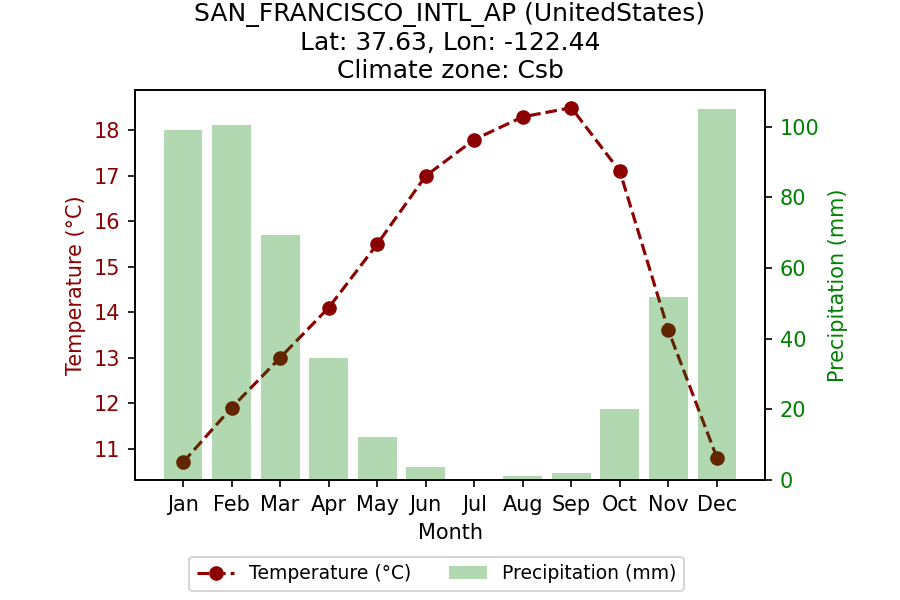 SAN_FRANCISCO_INTL_AP (UnitedStates)
Lat: 37.63, Lon: -122.44
Climate zone: Csb
18
17
16
15
14
13
12
11
Temperature (°C)
100
80
60
40
20
0
Precipitation (mm)
Jan Feb Mar Apr May Jun Jul Aug Sep Oct Nov Dec
Month
Temperature (°C) Precipitation (mm)